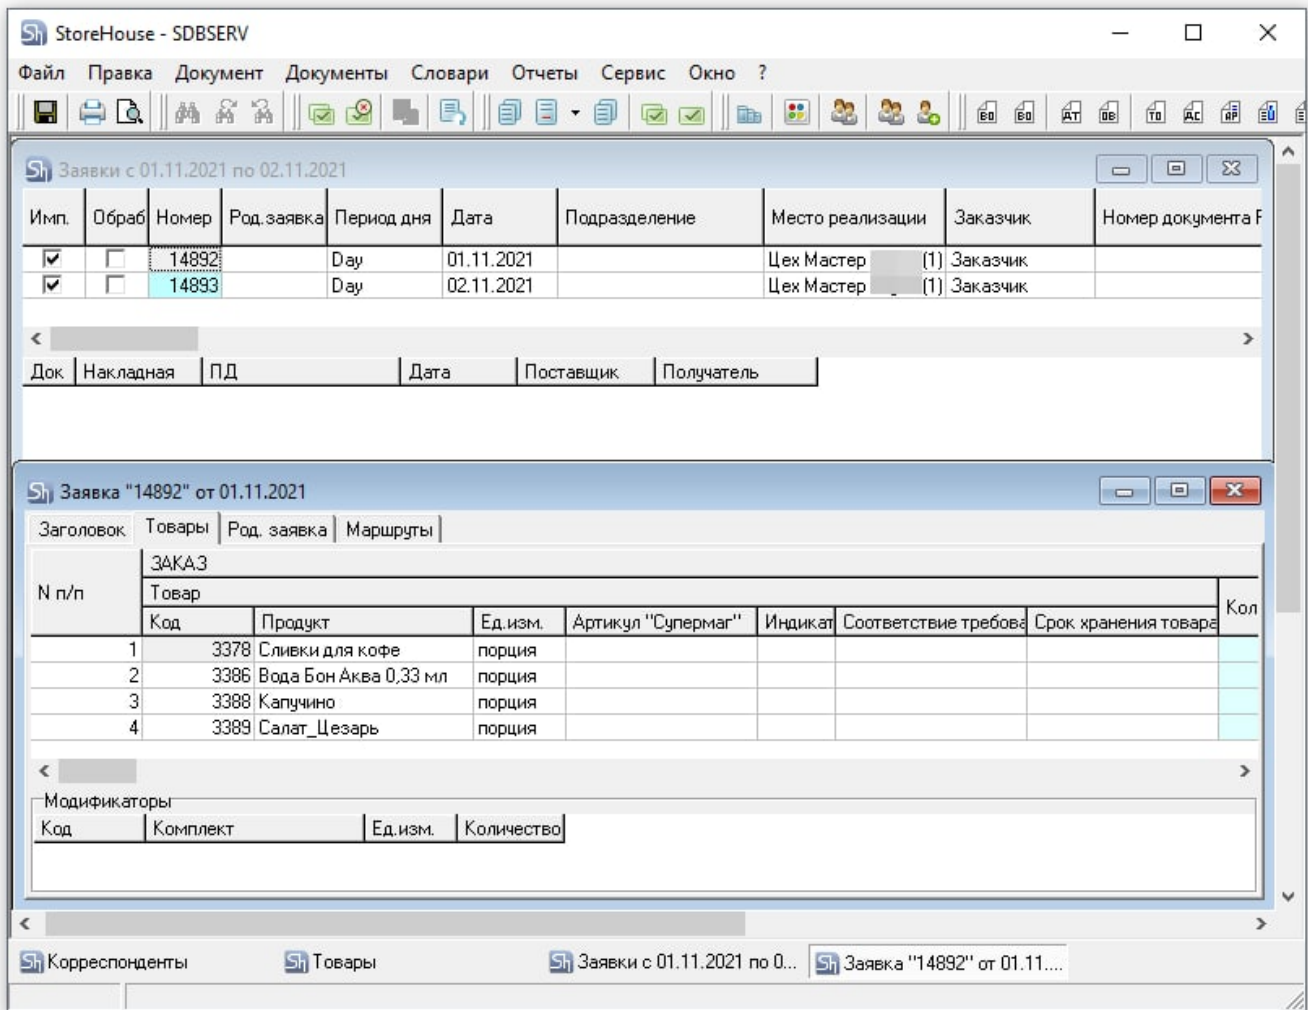 StoreHouse - SDBSERV
Файл Правка Документ Документы Словари Отчеты Сервис Окно ?
Заявки с 01.11.2021 по 02.11.2021
Имп. Обраб Номер Род.заявка Период дня Дата Подразделение Место реализации Заказчик Номер документа F
14892 Day 01.11.2021 Цех Мастер (1) Заказчик
14893 Day 02.11.2021 Цех Мастер (1) Заказчик
Док Накладная ПД Дата Поставщик Получатель
Заявка "14892" от 01.11.2021
Заголовок Товары Род. заявка Маршруты
ЗАКАЗ
N п/п Товар Кол
Код Продукт Ед.изм. Артикул "Супермаг" Индикат Соответствие требова Срок хранения товара
1 3378 Сливки для кофе порция
2 3386 Вода Бон Аква 0,33 мл порция
3 3388 Капучино порция
4 3389 Салат_Цезарь порция
Модификаторы
Код Комплект Ед.изм. Количество
Корреспонденты Товары Заявки с 01.11.2021 по 0... Заявка "14892" от 01.11....